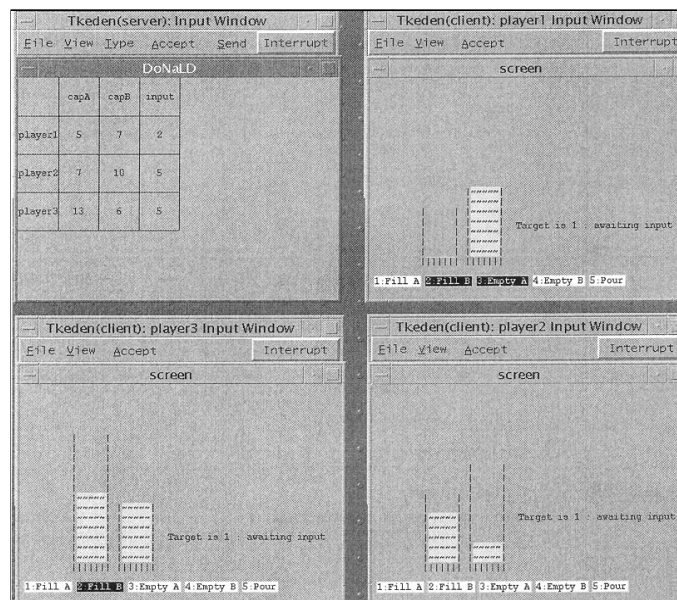 Tkeden(server): Input Window
File View Type Accept Send Interrupt
DoNaLD
capA capB input
player1 5 7 2
player2 7 10 5
player3 13 6 5
Tkeden(client): player1 Input Window
File View Accept Interrupt
screen
Target is 1 : awaiting input
1:Fill A 2:Fill B 3:Empty A 4:Empty B 5:Pour
Tkeden(client): player3 Input Window
File View Accept Interrupt
screen
Target is 1 : awaiting input
1:Fill A 2:Fill B 3:Empty A 4:Empty B 5:Pour
Tkeden(client): player2 Input Window
File View Accept Interrupt
screen
Target is 1 : awaiting input
1:Fill A 2:Fill B 3:Empty A 4:Empty B 5:Pour